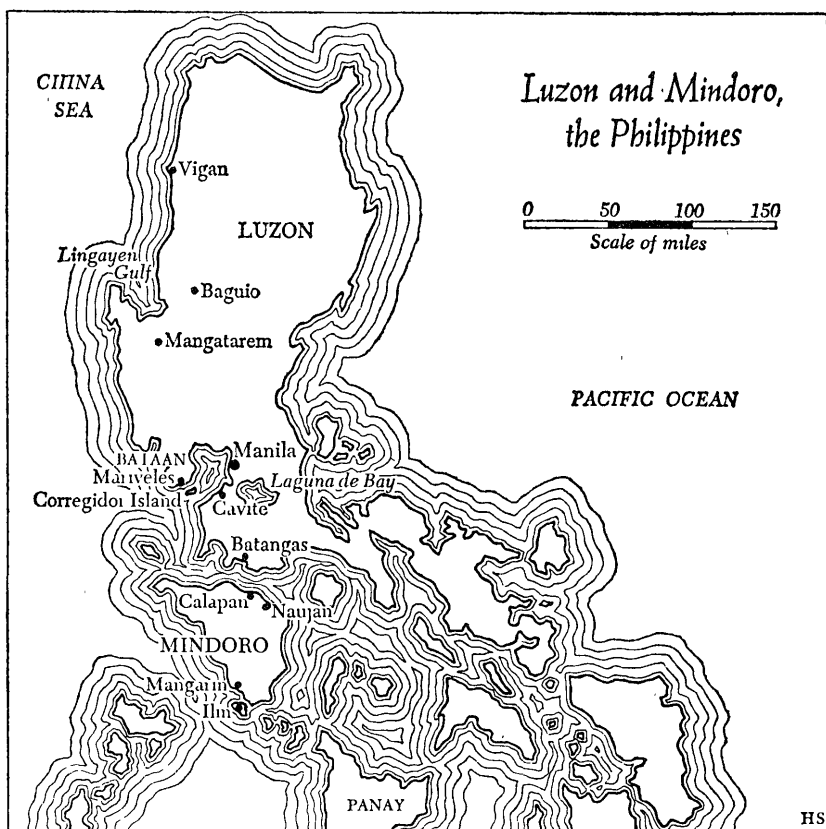 CHINA
SEA
Luzon and Mindoro,
the Philippines
0 50 100 150
Scale of miles
Vigan
LUZON
Lingayen
Gulf
Baguio
Mangatarem
PACIFIC OCEAN
BATAAN
Manila
Mariveles
Laguna de Bay
Corregidor Island
Cavite
Batangas
Calapan
Naujan
MINDORO
Mangarin
Ilin
PANAY
HS